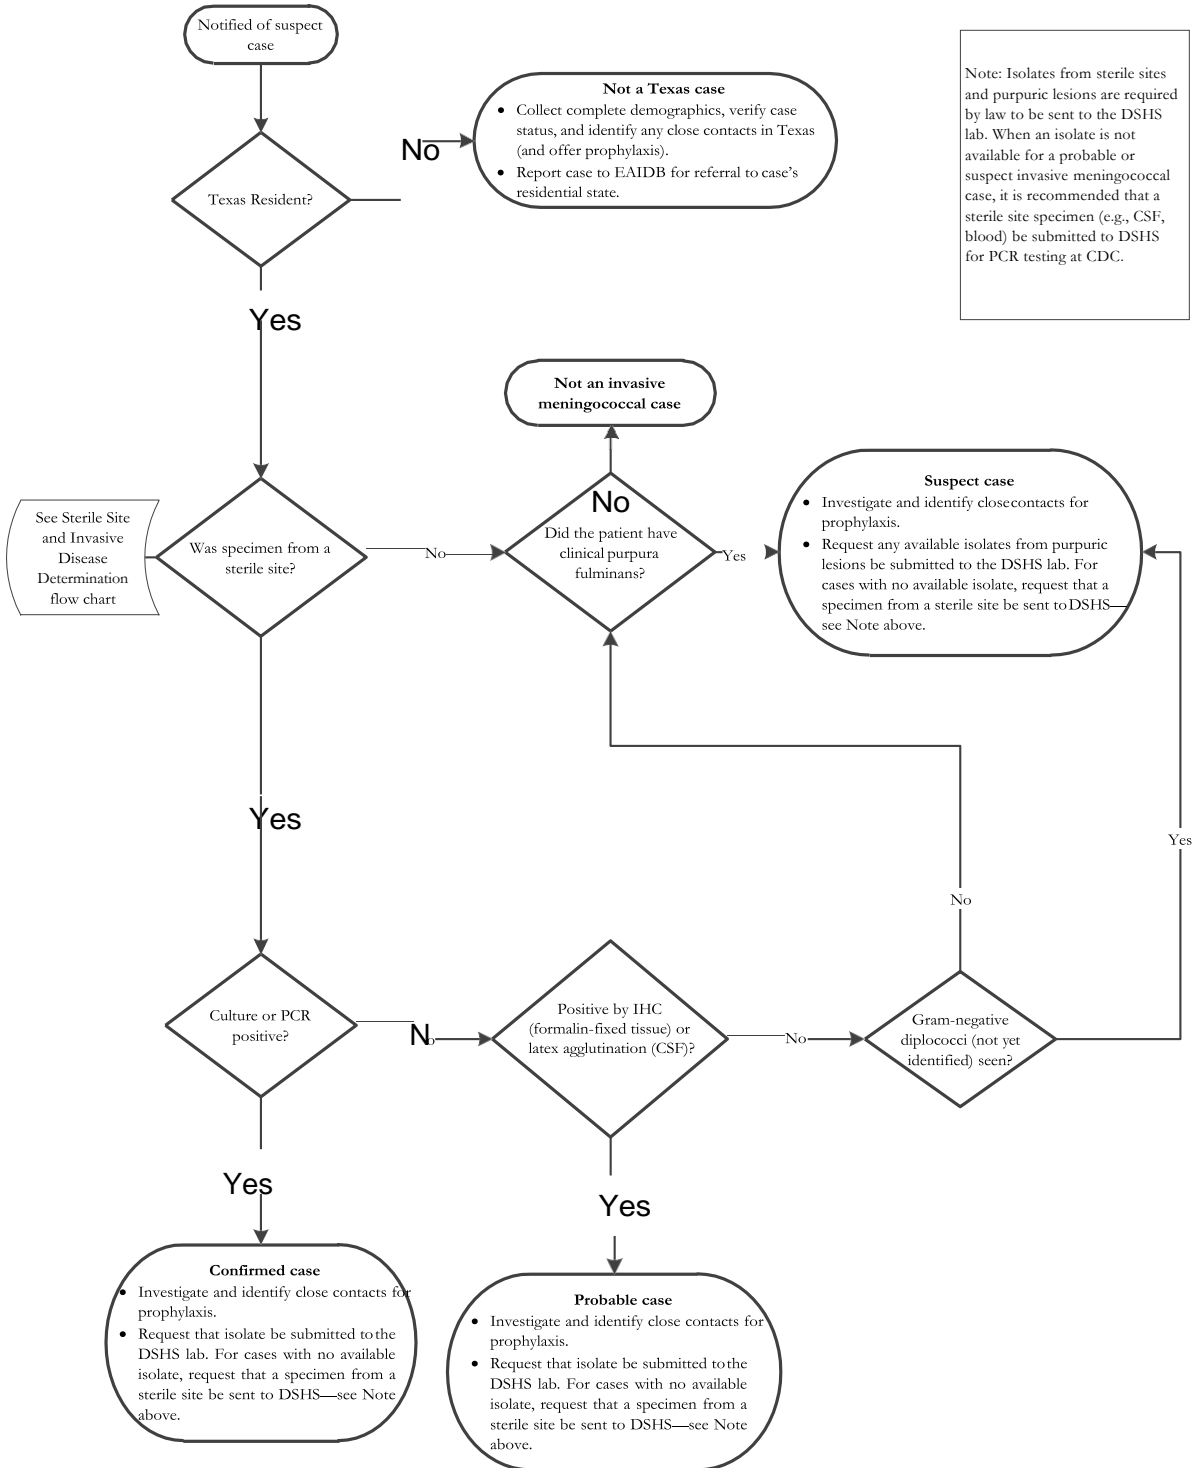 Notified of suspect
case
Not a Texas case
• Collect complete demographics, verify case
status, and identify any close contacts in Texas
(and offer prophylaxis).
• Report case to EAIDB for referral to case's
residential state.
Note: Isolates from sterile sites
and purpuric lesions are required
by law to be sent to the DSHS
lab. When an isolate is not
available for a probable or
suspect invasive meningococcal
case, it is recommended that a
sterile site specimen (e.g., CSF,
blood) be submitted to DSHS
for PCR testing at CDC.
No
Texas Resident?
Yes
Not an invasive
meningococcal case
See Sterile Site
and Invasive
Disease
Determination
flow chart
Was specimen from a
sterile site?
No
No
Did the patient have
clinical purpura
fulminans?
Yes
Suspect case
• Investigate and identify close contacts for
prophylaxis.
• Request any available isolates from purpuric
lesions be submitted to the DSHS lab. For
cases with no available isolate, request that a
specimen from a sterile site be sent to DSHS—
see Note above.
Yes
Yes
No
Culture or PCR
positive?
No
Positive by IHC
(formalin-fixed tissue) or
latex agglutination (CSF)?
No
Gram-negative
diplococci (not yet
identified) seen?
Yes
Yes
Confirmed case
• Investigate and identify close contacts for
prophylaxis.
• Request that isolate be submitted to the
DSHS lab. For cases with no available
isolate, request that a specimen from a
sterile site be sent to DSHS—see Note
above.
Probable case
• Investigate and identify close contacts for
prophylaxis.
• Request that isolate be submitted to the
DSHS lab. For cases with no available
isolate, request that a specimen from a
sterile site be sent to DSHS—see Note
above.